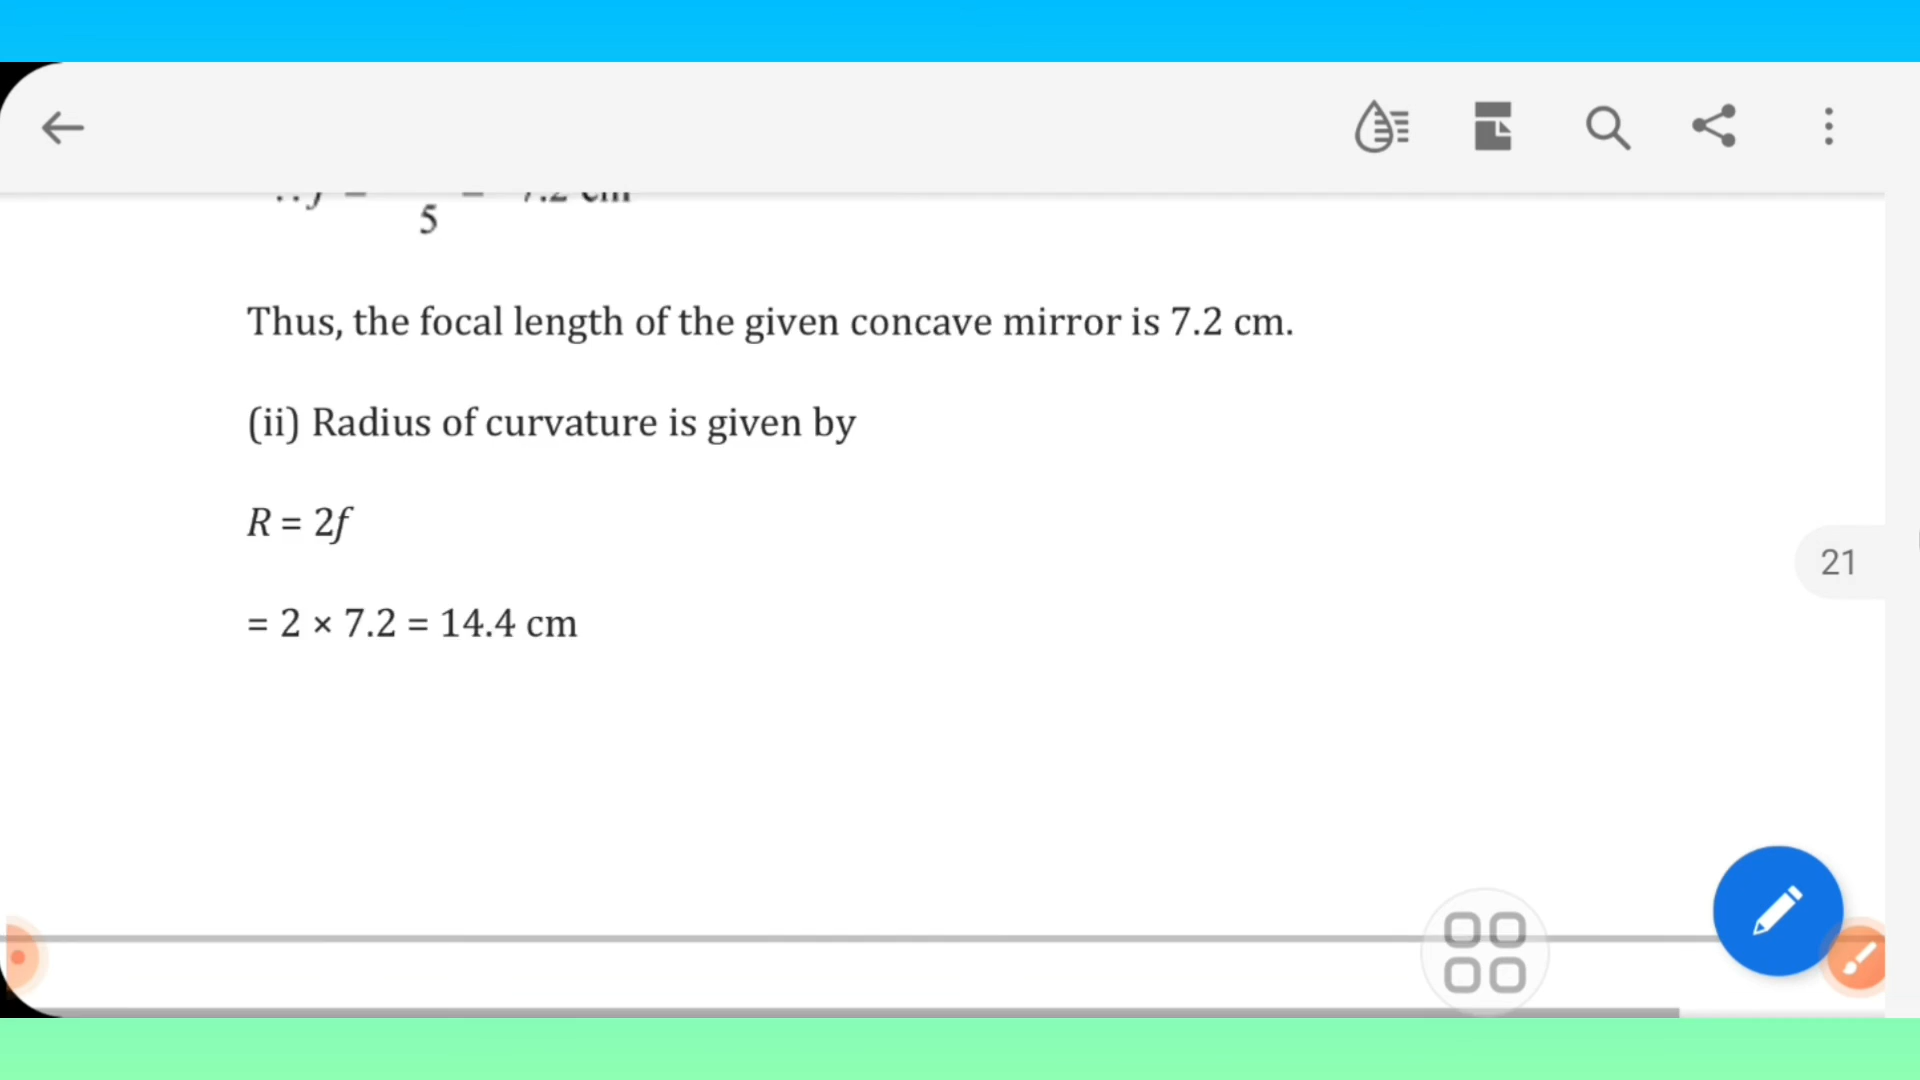 5
Thus, the focal length of the given concave mirror is 7.2 cm.
(ii) Radius of curvature is given by
R = 2f
21
= 2 × 7.2 = 14.4 cm